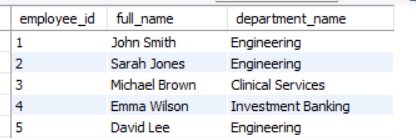 employee_id full_name department_name
1 John Smith Engineering
2 Sarah Jones Engineering
3 Michael Brown Clinical Services
4 Emma Wilson Investment Banking
5 David Lee Engineering